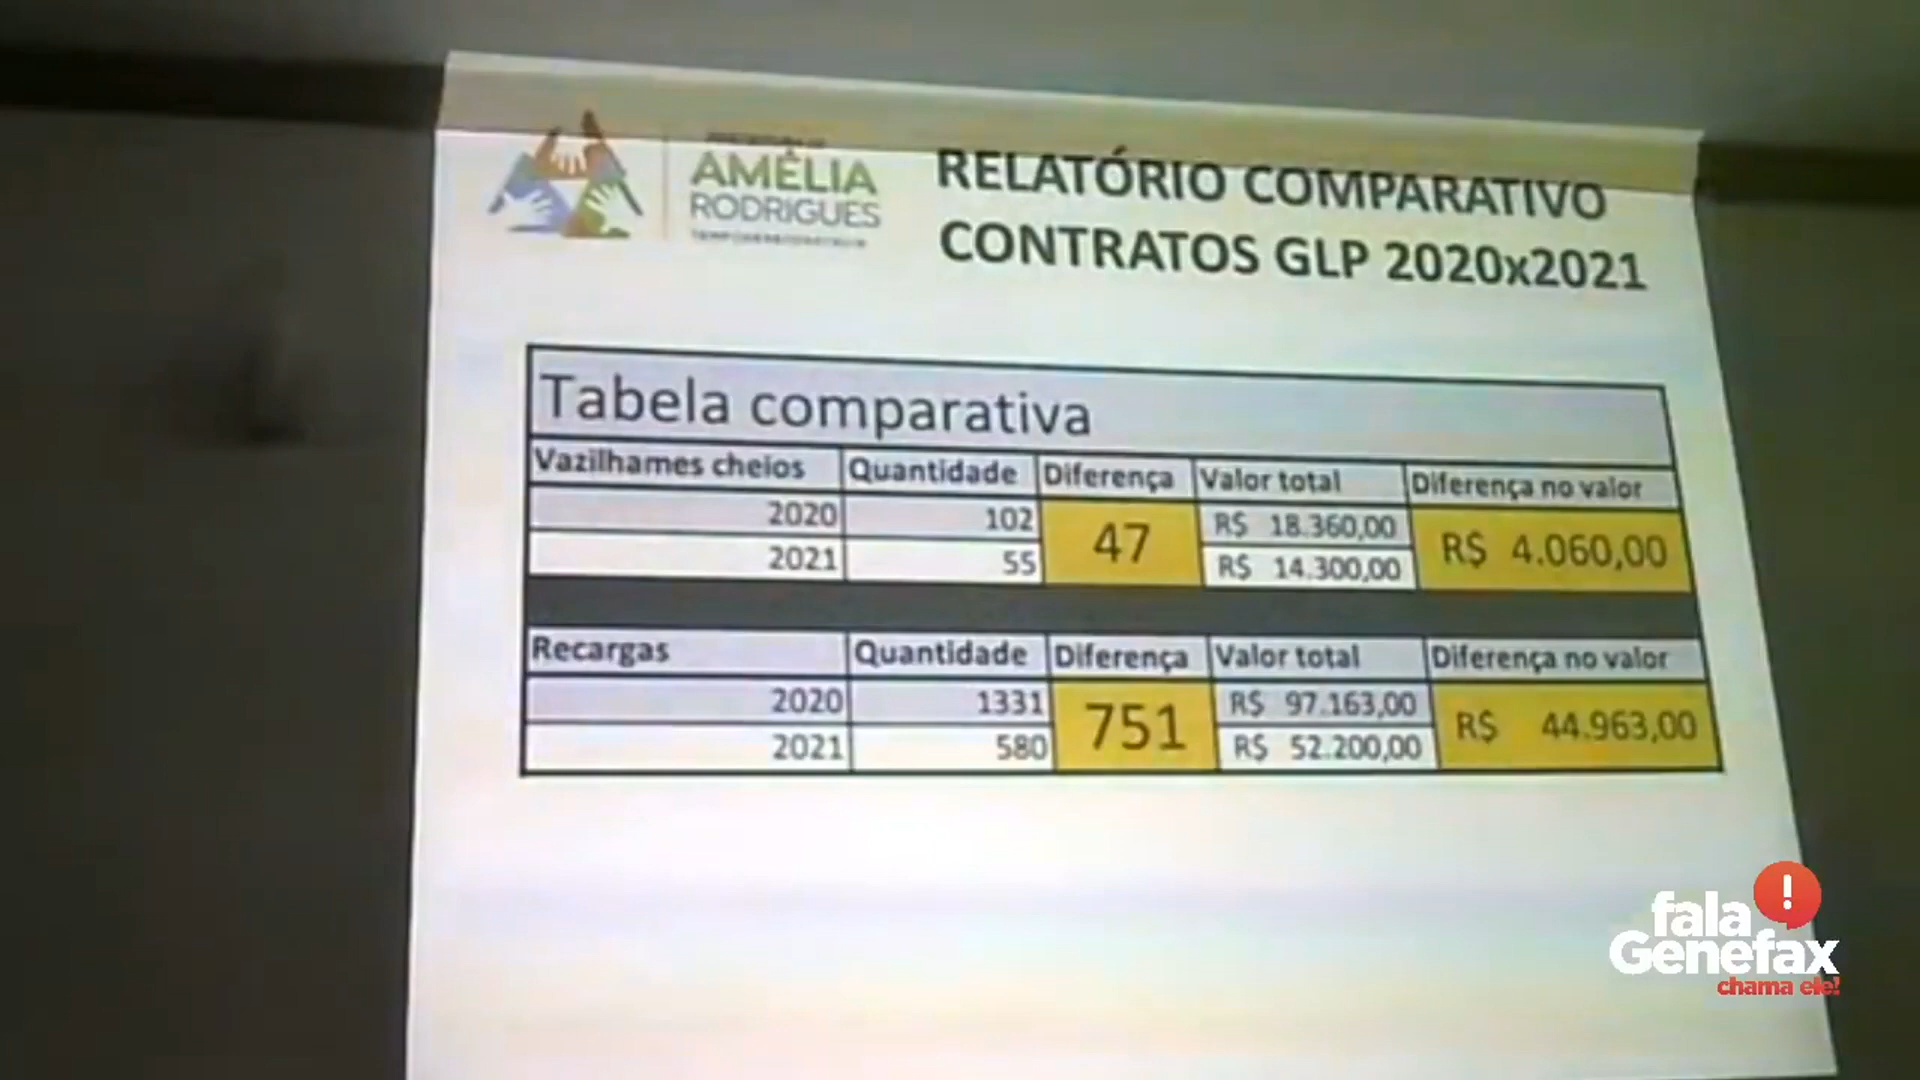 AMÉLIA
RODRIGUES
RELATÓRIO COMPARATIVO
CONTRATOS GLP 2020x2021
Tabela comparativa
Vazilhames cheios Quantidade Diferença Valor total Diferença no valor
2020 102 47 R$ 18.360,00 R$ 4.060,00
2021 55 R$ 14.300,00
Recargas Quantidade Diferença Valor total Diferença no valor
2020 1331 751 R$ 97.163,00 R$ 44.963,00
2021 580 R$ 52.200,00
fala !
Genefax
chama ele!